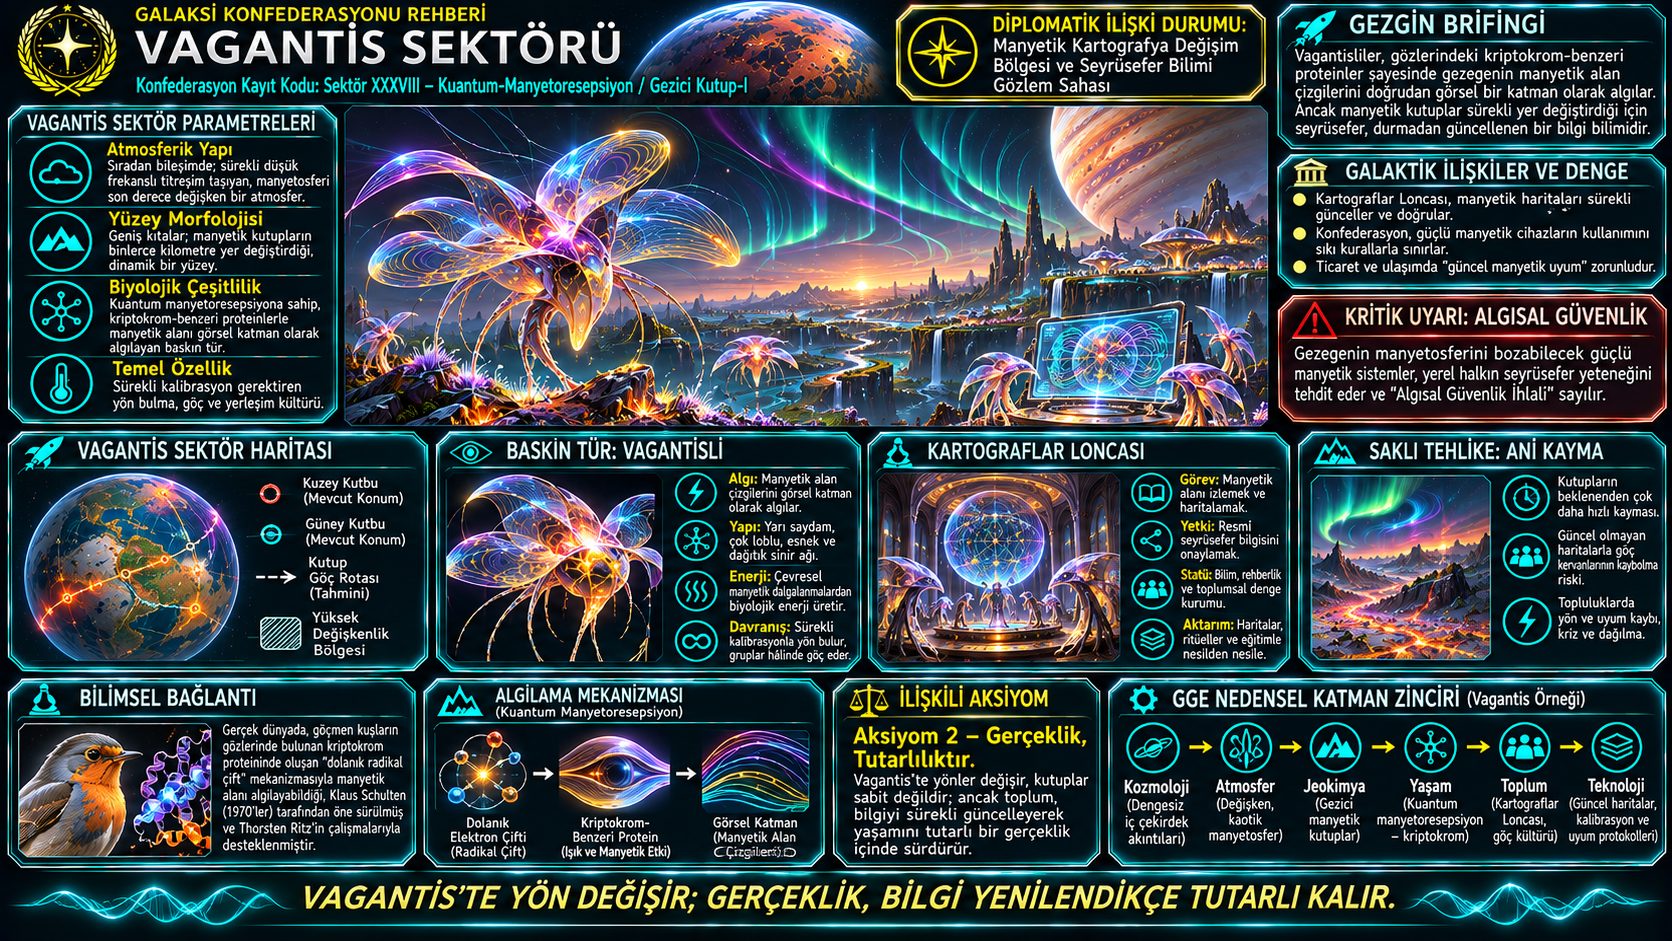 GALAKSİ KONFEDERASYONU REHBERİ
VAGANTİS SEKTÖRÜ
Konfederasyon Kayıt Kodu: Sektör XXXVIII – Kuantum-Manyetoresepsiyon / Gezici Kutup-I
DİPLOMATİK İLİŞKİ DURUMU:
Manyetik Kartografya Değişim
Bölgesi ve Seyrüsefer Bilimi
Gözlem Sahası
GEZGİN BRİFİNGİ
Vagantisliler, gözlerindeki kriptokrom-benzeri
proteinler şayesinde gezegenin manyetik alan
çizgilerini doğrudan görsel bir katman olarak algılar.
Ancak manyetik kutuplar sürekli yer değiştirdiği için
seyrüsefer, durmadan güncellenen bir bilgi bilimidir.
VAGANTİS SEKTÖR PARAMETRELERİ
Atmosferik Yapı
Sıradan bileşimde; sürekli düşük
frekanslı titreşim taşıyan, manyetosferi
son derece değişken bir atmosfer.
Yüzey Morfolojisi
Geniş kıtalar; manyetik kutupların
binlerce kilometre yer değiştirdiği,
dinamik bir yüzey.
Biyolojik Çeşitlilik
Kuantum manyetoresepsiyona sahip,
kriptokrom-benzeri proteinlerle
manyetik alanı görsel katman olarak
algılayan baskın tür.
Temel Özellik
Sürekli kalibrasyon gerektiren
yön bulma, göç ve yerleşim kültürü.
GALAKTİK İLİŞKİLER VE DENGE
Kartograflar Loncası, manyetik haritaları sürekli
günceller ve doğrular.
Konfederasyon, güçlü manyetik cihazların kullanımını
sıkı kurallarla sınırlar.
Ticaret ve ulaşımda "güncel manyetik uyum" zorunludur.
KRİTİK UYARI: ALGISAL GÜVENLİK
Gezegenin manyetosferini bozabilecek güçlü
manyetik sistemler, yerel halkın seyrüsefer yeteneğini
tehdit eder ve "Algısal Güvenlik İhlali" sayılır.
VAGANTİS SEKTÖR HARİTASI
Kuzey Kutbu
(Mevcut Konum)
Güney Kutbu
(Mevcut Konum)
Kutup
Göç Rotası
(Tahmini)
Yüksek
Değişkenlik
Bölgesi
BASKİN TÜR: VAGANTİSLİ
Algı: Manyetik alan
çizgilerini görsel katman
olarak algılar.
Yapı: Yarı saydam,
çok loblu, esnek ve
dağıtık sinir ağı.
Enerji: Çevresel
manyetik dalgalanmalardan
biyolojik enerji üretir.
Davranış: Sürekli
kalibrasyonla yön bulur,
gruplar hâlinde göç eder.
KARTOGRAFLAR LONCASI
Görev: Manyetik
alanı izlemek ve
haritalamak.
Yetki: Resmi
seyrüsefer bilgisini
onaylamak.
Statü: Bilim, rehberlik
ve toplumsal denge
kurumu.
Aktarım: Haritalar,
ritüeller ve eğitimle
nesilden nesile.
SAKLI TEHLİKE: ANİ KAYMA
Kutupların
beklenenden çok
daha hızlı kayması.
Güncel olmayan
haritalarla göç
kervanlarının kaybolma
riski.
Topluluklarda
yön ve uyum kaybı,
kriz ve dağılma.
BİLİMSEL BAĞLANTI
Gerçek dünyada, göçmen kuşların
gözlerinde bulunan kriptokrom
proteininde oluşan "dolanık radikal
çift" mekanizmasıyla manyetik
alanı algılayabildiği, Klaus Schulten
(1970'ler) tarafından öne sürülmüş
ve Thorsten Ritz'in çalışmalarıyla
desteklenmiştir.
ALGILAMA MEKANİZMASI
(Kuantum Manyetoresepsiyon)
Dolanık
Elektron Çifti
(Radikal Çift)
Kriptokrom-
Benzeri Protein
(Işık ve Manyetik Etki)
Görsel Katman
(Manyetik Alan
Çizgileri)
İLİŞKİLİ AKSİYOM
Aksiyom 2 – Gerçeklik,
Tutarlılıktır.
Vagantis'te yönler değişir, kutuplar
sabit değildir; ancak toplum,
bilgiyi sürekli güncelleyerek
yaşamını tutarlı bir gerçeklik
içinde sürdürür.
GGE NEDENSEL KATMAN ZİNCİRİ (Vagantis Örneği)
Kozmoloji
(Dengesiz
iç çekirdek
akıntıları)
Atmosfer
(Değişken,
kaotik
manyetosfer)
Jeokimya
(Gezici
manyetik
kutuplar)
Yaşam
(Kuantum
manyetoresepsiyon
– kriptokrom)
Toplum
(Kartograflar
Loncası,
göç kültürü)
Teknoloji
(Güncel haritalar,
kalibrasyon ve
uyum protokolleri)
VAGANTİS'TE YÖN DEĞİŞİR; GERÇEKLİK, BİLGİ YENİLENDİKÇE TUTARLI KALIR.